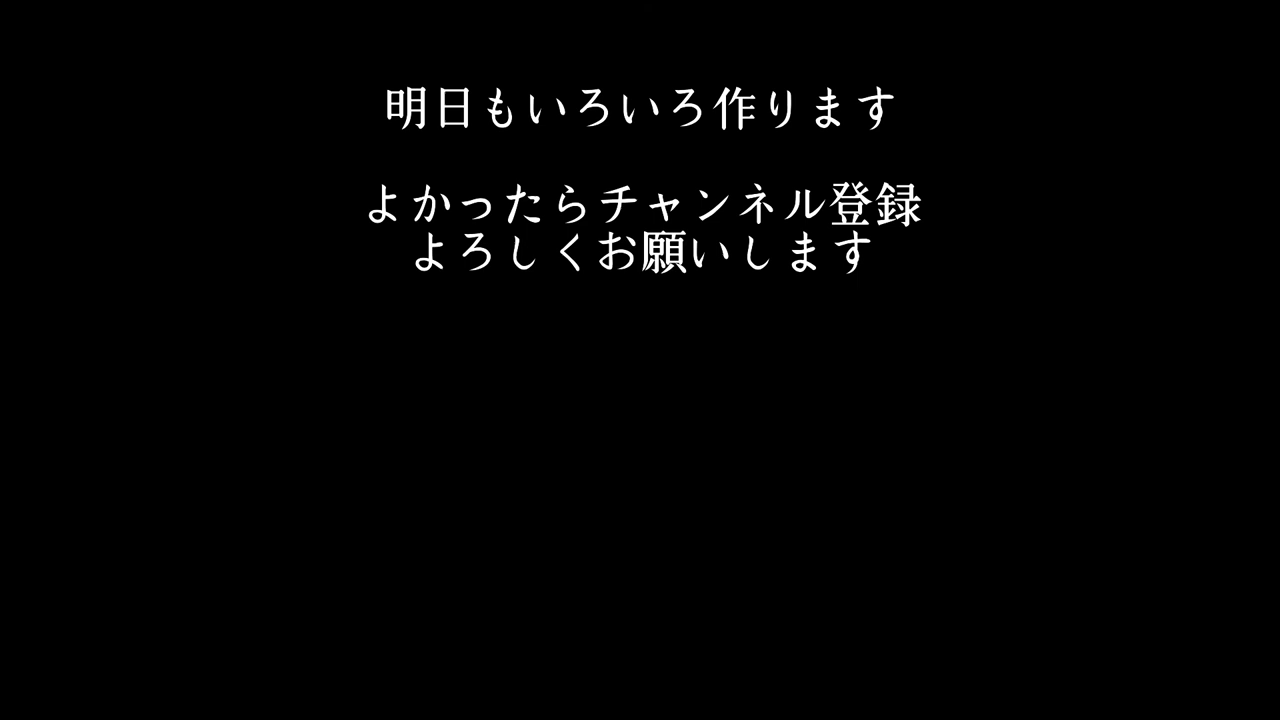 明日もいろいろ作ります
よかったらチャンネル登録
よろしくお願いします